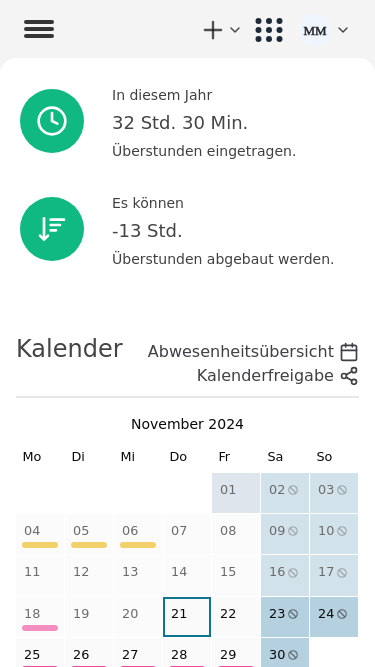 MM
In diesem Jahr
32 Std. 30 Min.
Überstunden eingetragen.
Es können
-13 Std.
Überstunden abgebaut werden.
Kalender
Abwesenheitsübersicht
Kalenderfreigabe
November 2024
Mo Di Mi Do Fr Sa So
01 02 03
04 05 06 07 08 09 10
11 12 13 14 15 16 17
18 19 20 21 22 23 24
25 26 27 28 29 30